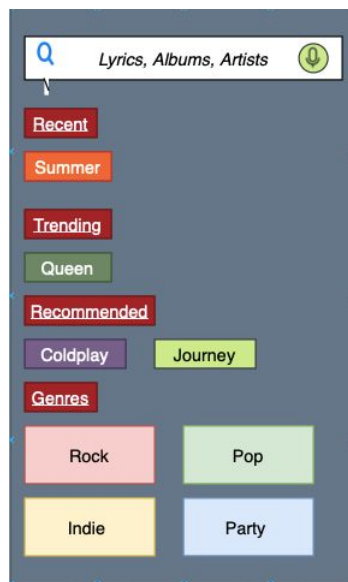 Lyrics, Albums, Artists
Recent
Summer
Trending
Queen
Recommended
Coldplay Journey
Genres
Rock Pop
Indie Party